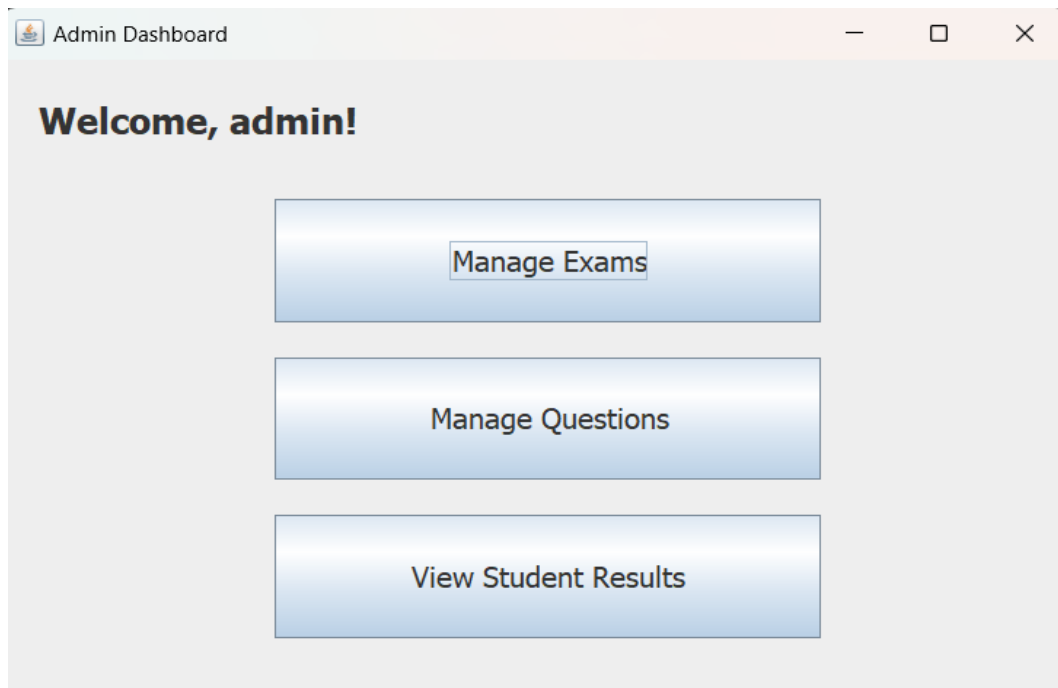 Admin Dashboard
Welcome, admin!
Manage Exams
Manage Questions
View Student Results